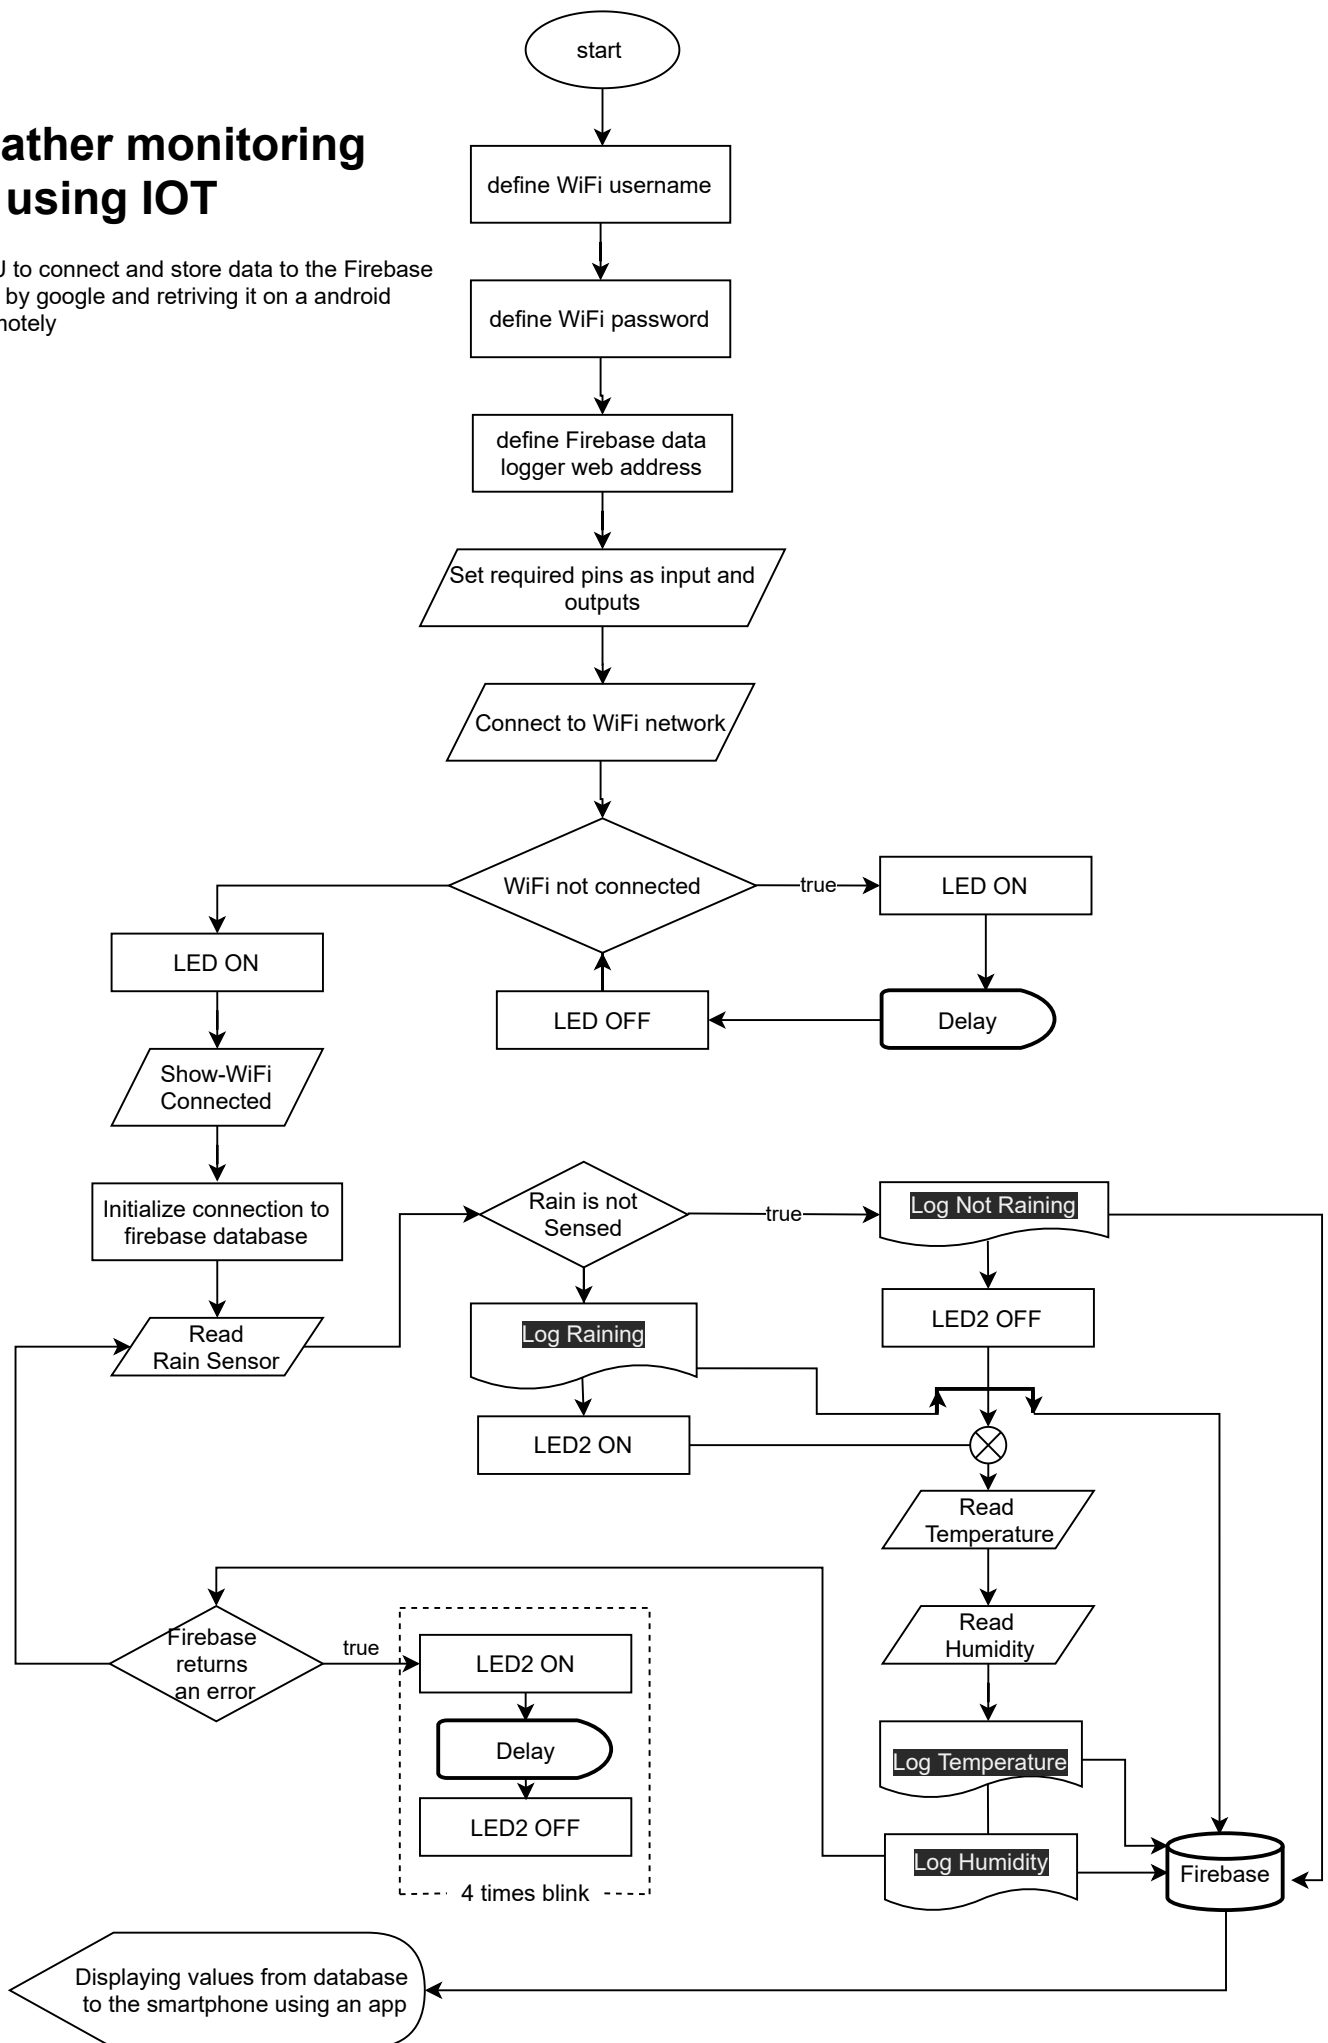 start
ather monitoring
using IOT
to connect and store data to the Firebase
by google and retriving it on a android
define WiFi username
define WiFi password
define Firebase data
logger web address
Set required pins as input and
outputs
Connect to WiFi network
WiFi not connected
true
LED ON
LED ON
LED OFF
Delay
Show-WiFi
Connected
Initialize connection to
firebase database
Rain is not
Sensed
true
Log Not Raining
Read
Rain Sensor
Log Raining
LED2 OFF
LED2 ON
Read
Temperature
Firebase
returns
an error
true
LED2 ON
Read
Humidity
Delay
Log Temperature
LED2 OFF
Log Humidity
Firebase
4 times blink
Displaying values from database
to the smartphone using an app